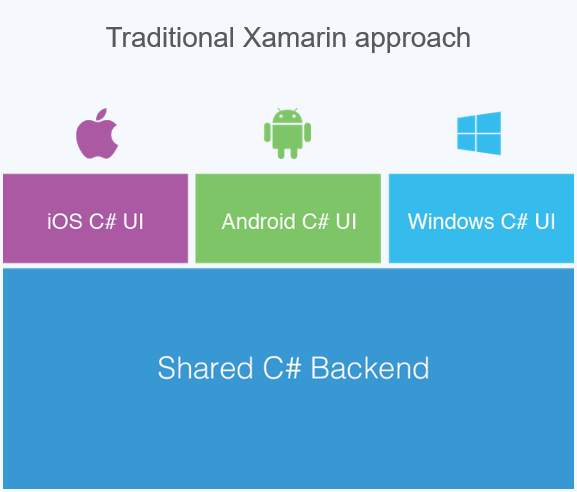 Traditional Xamarin approach
iOS C# UI
Android C# UI
Windows C# UI
Shared C# Backend